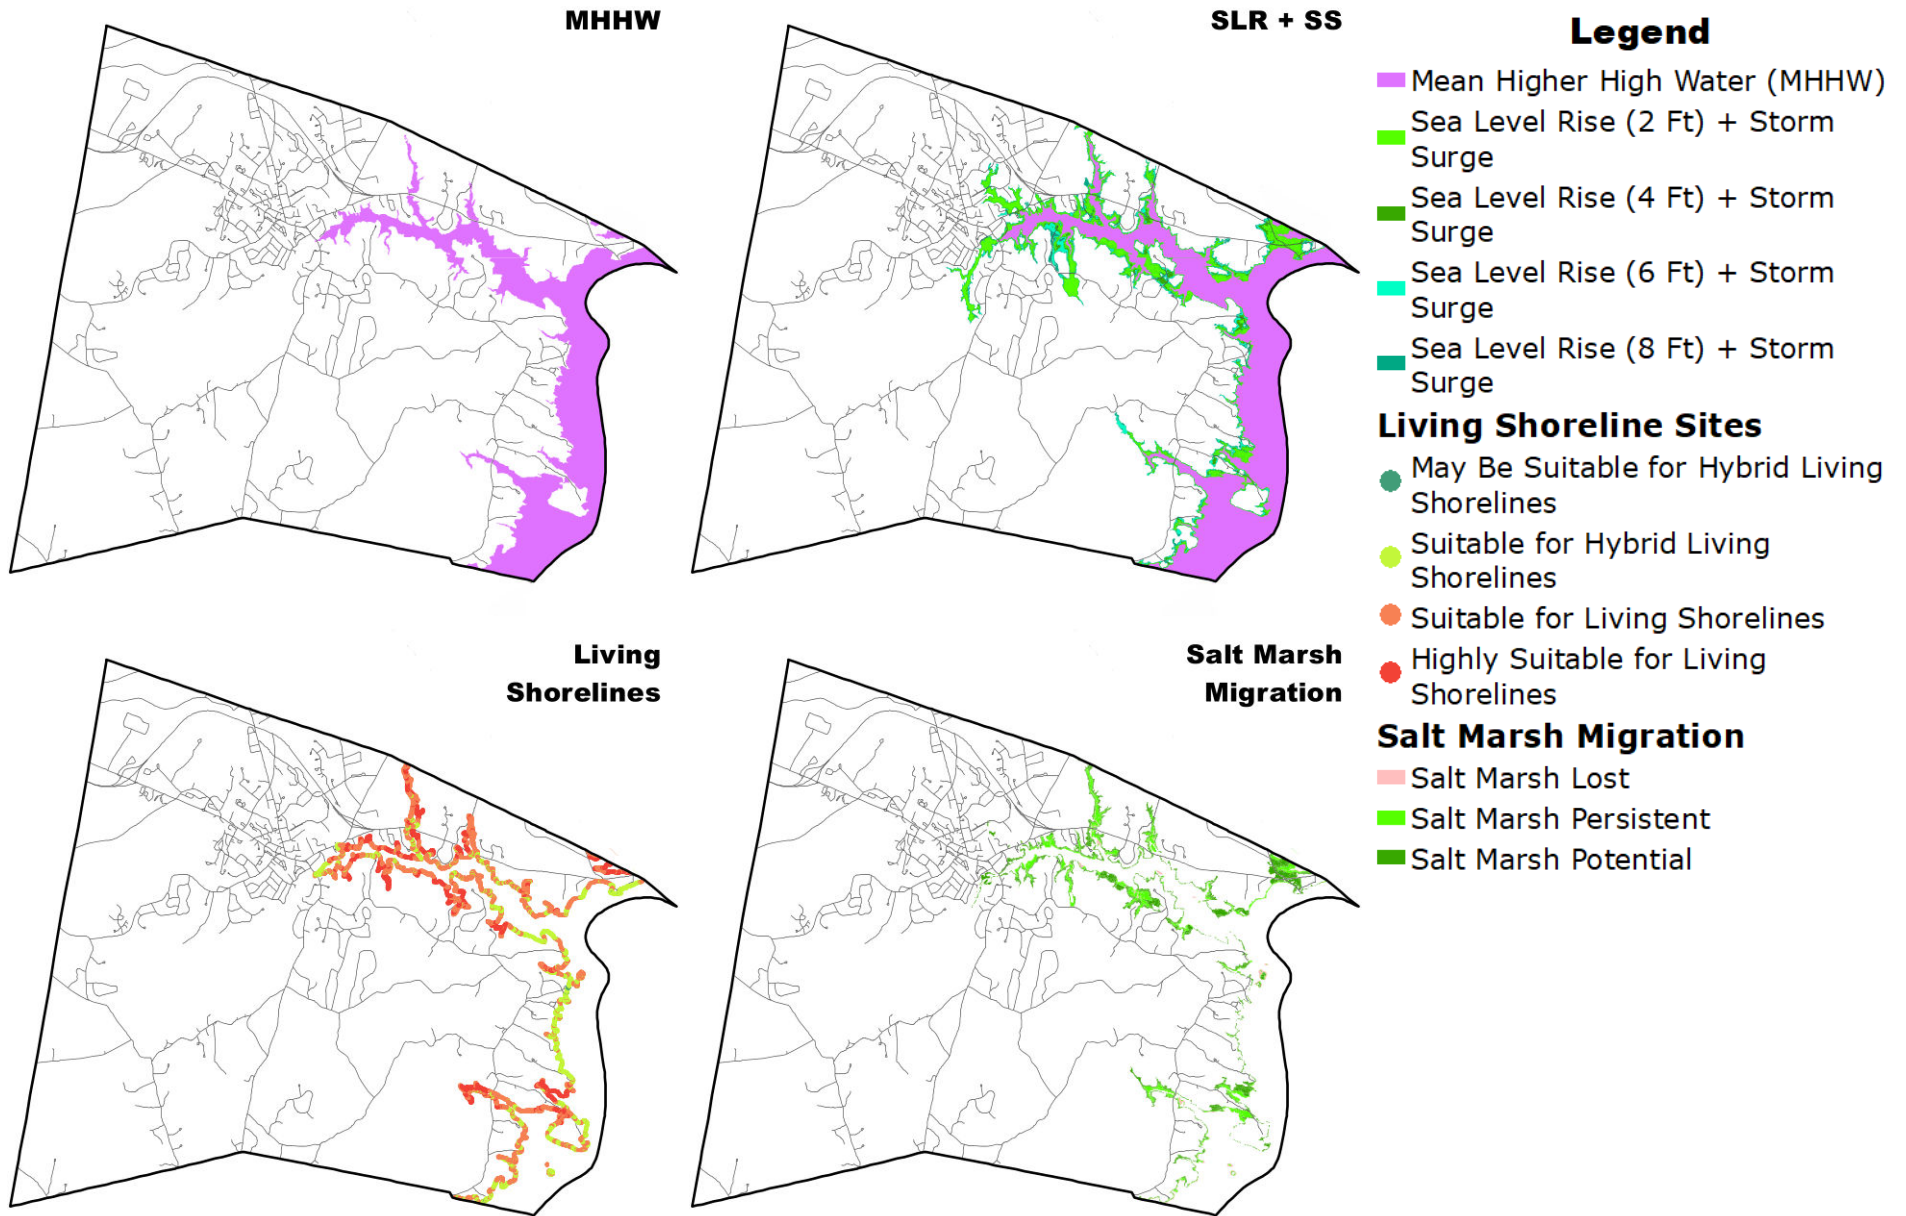 MHHW
SLR + SS
Living
Shorelines
Salt Marsh
Migration
Legend
Mean Higher High Water (MHHW)
Sea Level Rise (2 Ft) + Storm
Surge
Sea Level Rise (4 Ft) + Storm
Surge
Sea Level Rise (6 Ft) + Storm
Surge
Sea Level Rise (8 Ft) + Storm
Surge
Living Shoreline Sites
May Be Suitable for Hybrid Living
Shorelines
Suitable for Hybrid Living
Shorelines
Suitable for Living Shorelines
Highly Suitable for Living
Shorelines
Salt Marsh Migration
Salt Marsh Lost
Salt Marsh Persistent
Salt Marsh Potential